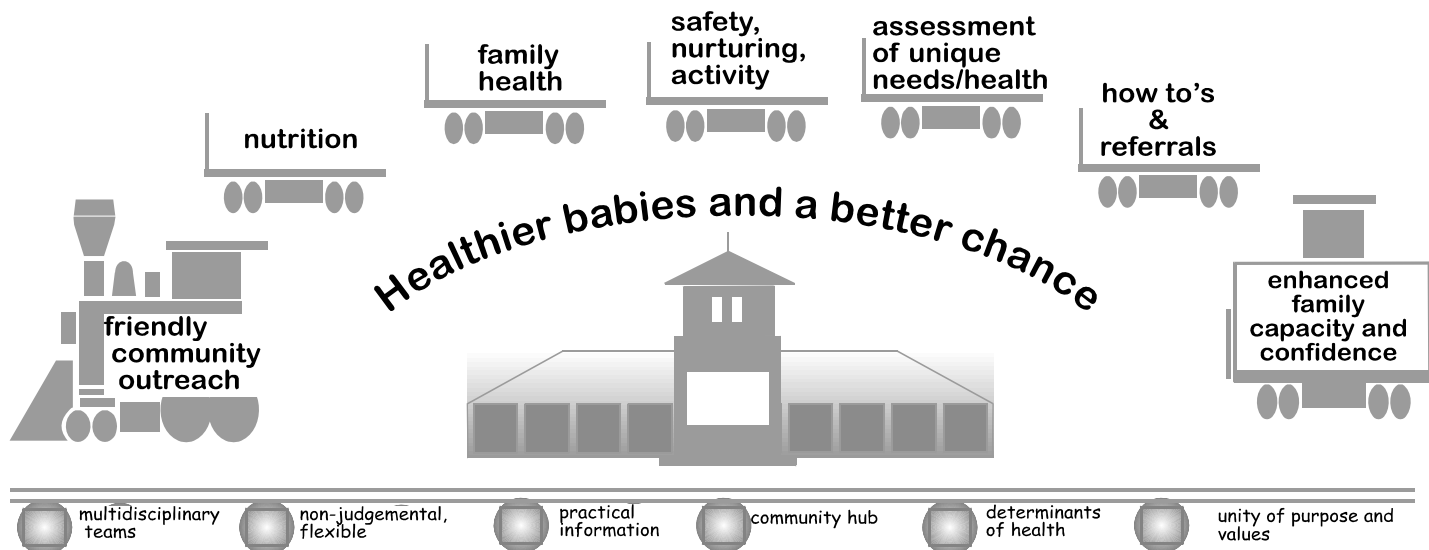 friendly
community
outreach
nutrition
family
health
safety,
nurturing,
activity
assessment
of unique
needs/health
how to's
&
referrals
enhanced
family
capacity and
confidence
Healthier babies and a better chance
multidisciplinary
teams
non-judgemental,
flexible
practical
information
community hub
determinants
of health
unity of purpose and
values